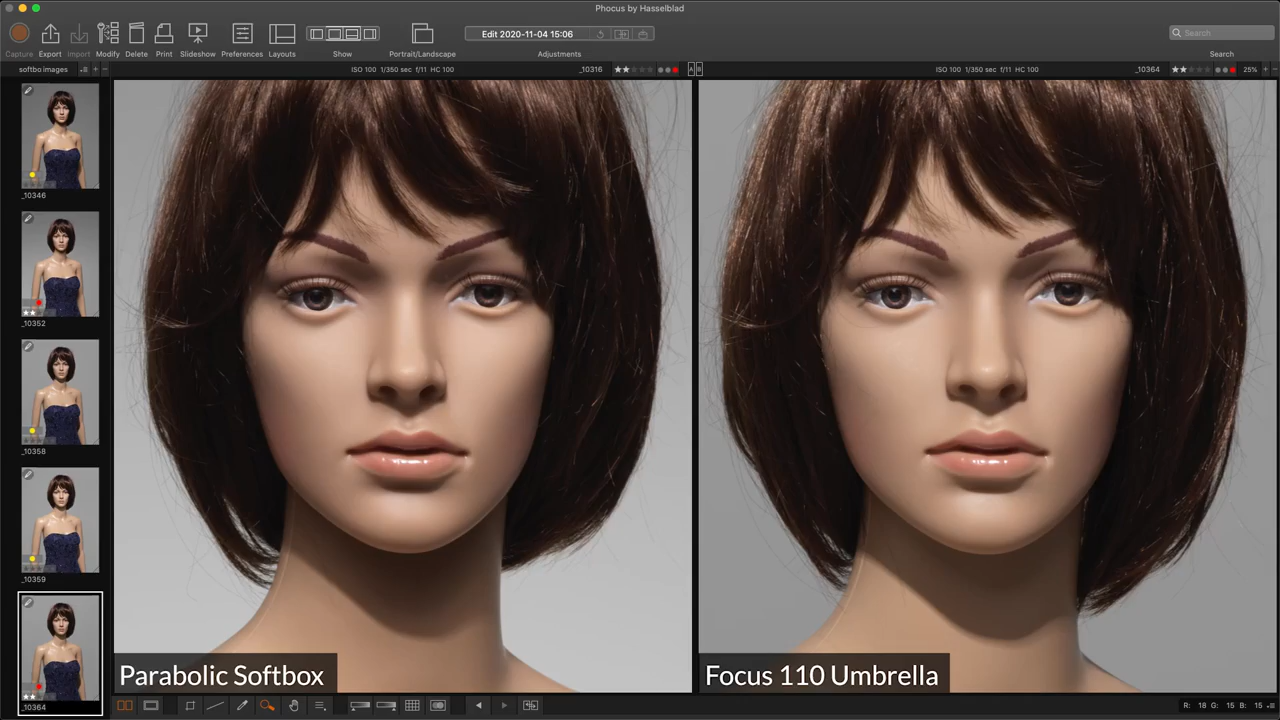 Phocus by Hasselblad
Capture Export Import Modify Delete Print Slideshow Preferences Layouts Show Portrait/Landscape Edit 2020-11-04 15:06 Adjustments Search Search
softbo images ISO 100 1/350 sec f/11 HC 100 _10316 A B ISO 100 1/350 sec f/11 HC 100 _10364 25%
_10346
_10352
_10358
_10359
_10364
Parabolic Softbox
Focus 110 Umbrella
R: 18 G: 15 B: 15